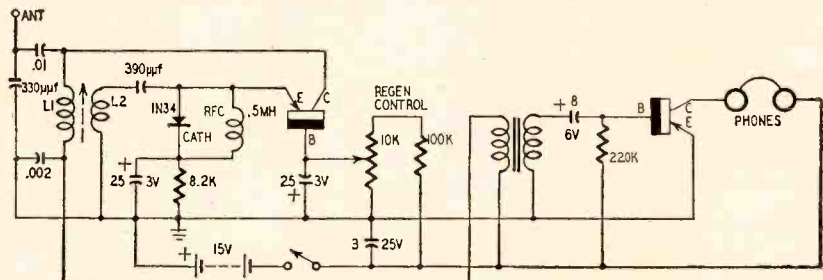 ANT
.01
330μμf
L1
L2
.002
390μμf
1N34
CATH
RFC
.5MH
+
25 3V
8.2K
E C
B
25 3V
+
REGEN
CONTROL
10K
100K
3 25V
+ 15V
+ 8
6V
220K
B C
E
PHONES